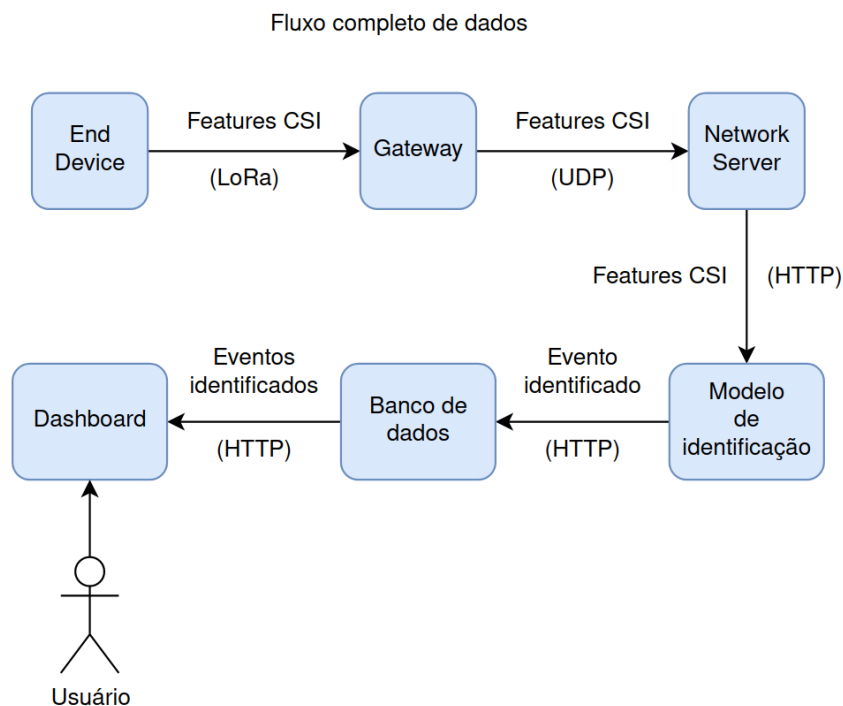 Fluxo completo de dados
End
Device
Features CSI
(LoRa)
Gateway
Features CSI
(UDP)
Network
Server
Features CSI
(HTTP)
Modelo
de
identificação
Evento
identificado
(HTTP)
Banco de
dados
Eventos
identificados
(HTTP)
Dashboard
Usuário